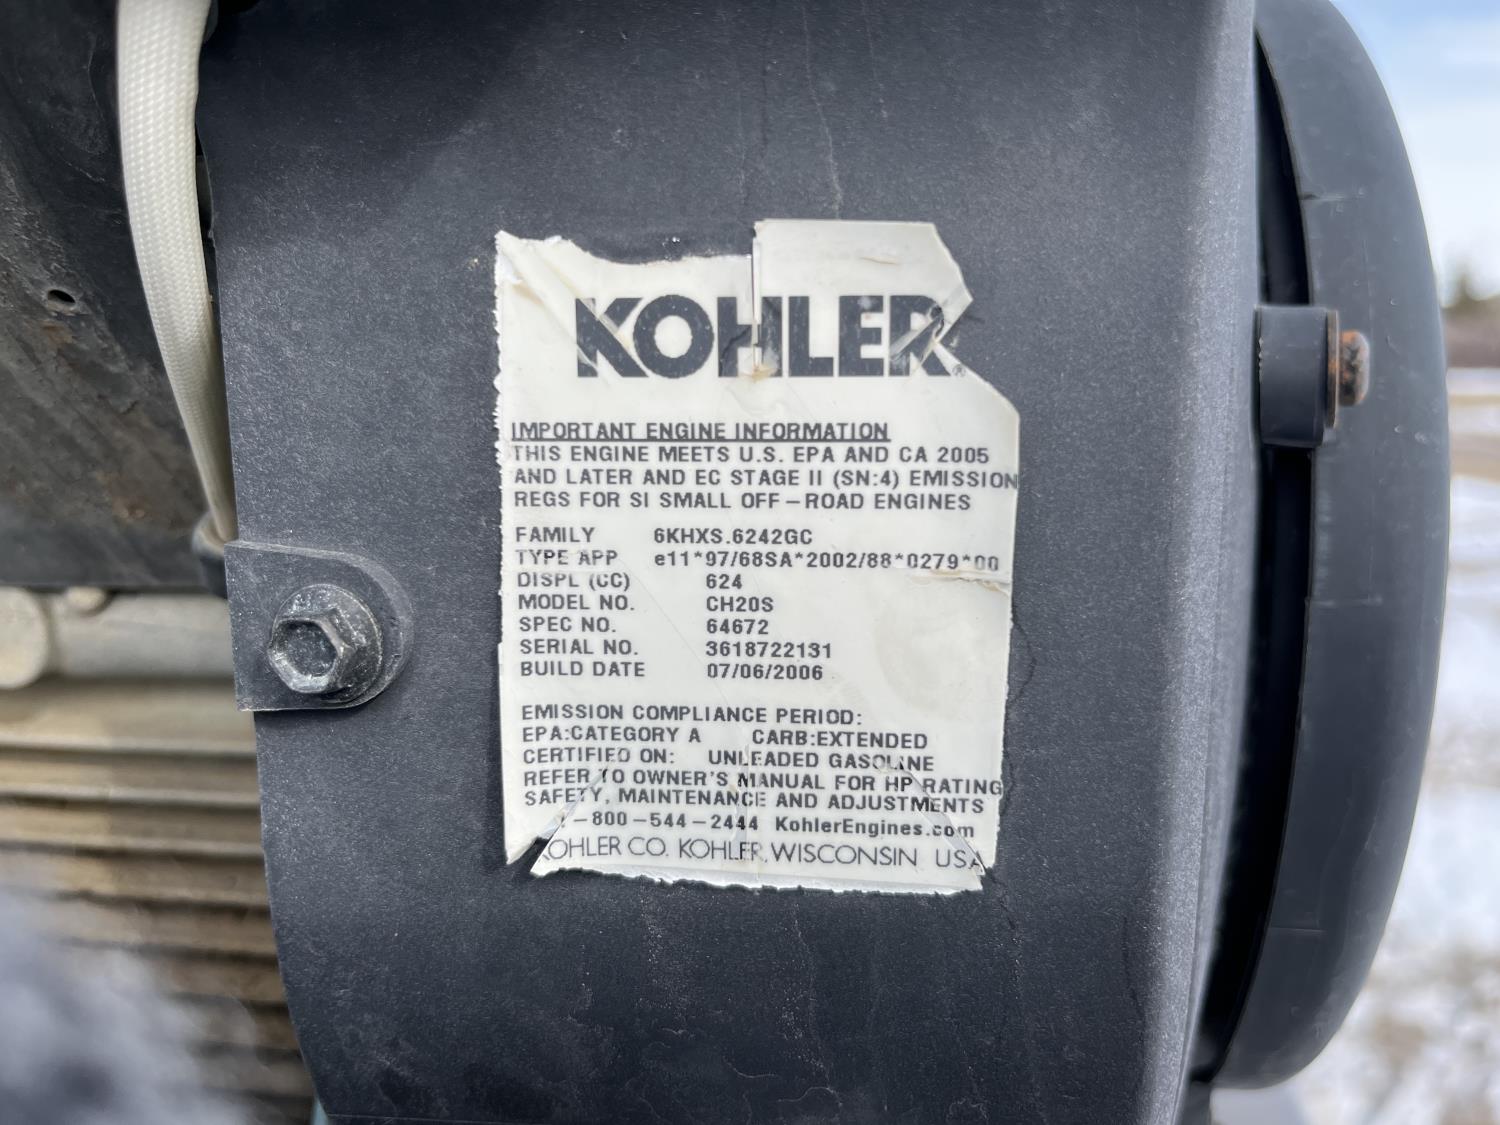 KOHLER®
IMPORTANT ENGINE INFORMATION
THIS ENGINE MEETS U.S. EPA AND CA 2005
AND LATER AND EC STAGE II (SN:4) EMISSION
REGS FOR SI SMALL OFF-ROAD ENGINES
FAMILY 6KHXS.6242GC
TYPE APP e11*97/68SA*2002/88*0279*00
DISPL (CC) 624
MODEL NO. CH20S
SPEC NO. 64672
SERIAL NO. 3618722131
BUILD DATE 07/06/2006
EMISSION COMPLIANCE PERIOD:
EPA:CATEGORY A CARB:EXTENDED
CERTIFIED ON: UNLEADED GASOLINE
REFER TO OWNER'S MANUAL FOR HP RATING
SAFETY, MAINTENANCE AND ADJUSTMENTS
1-800-544-2444 KohlerEngines.com
KOHLER CO. KOHLER, WISCONSIN USA